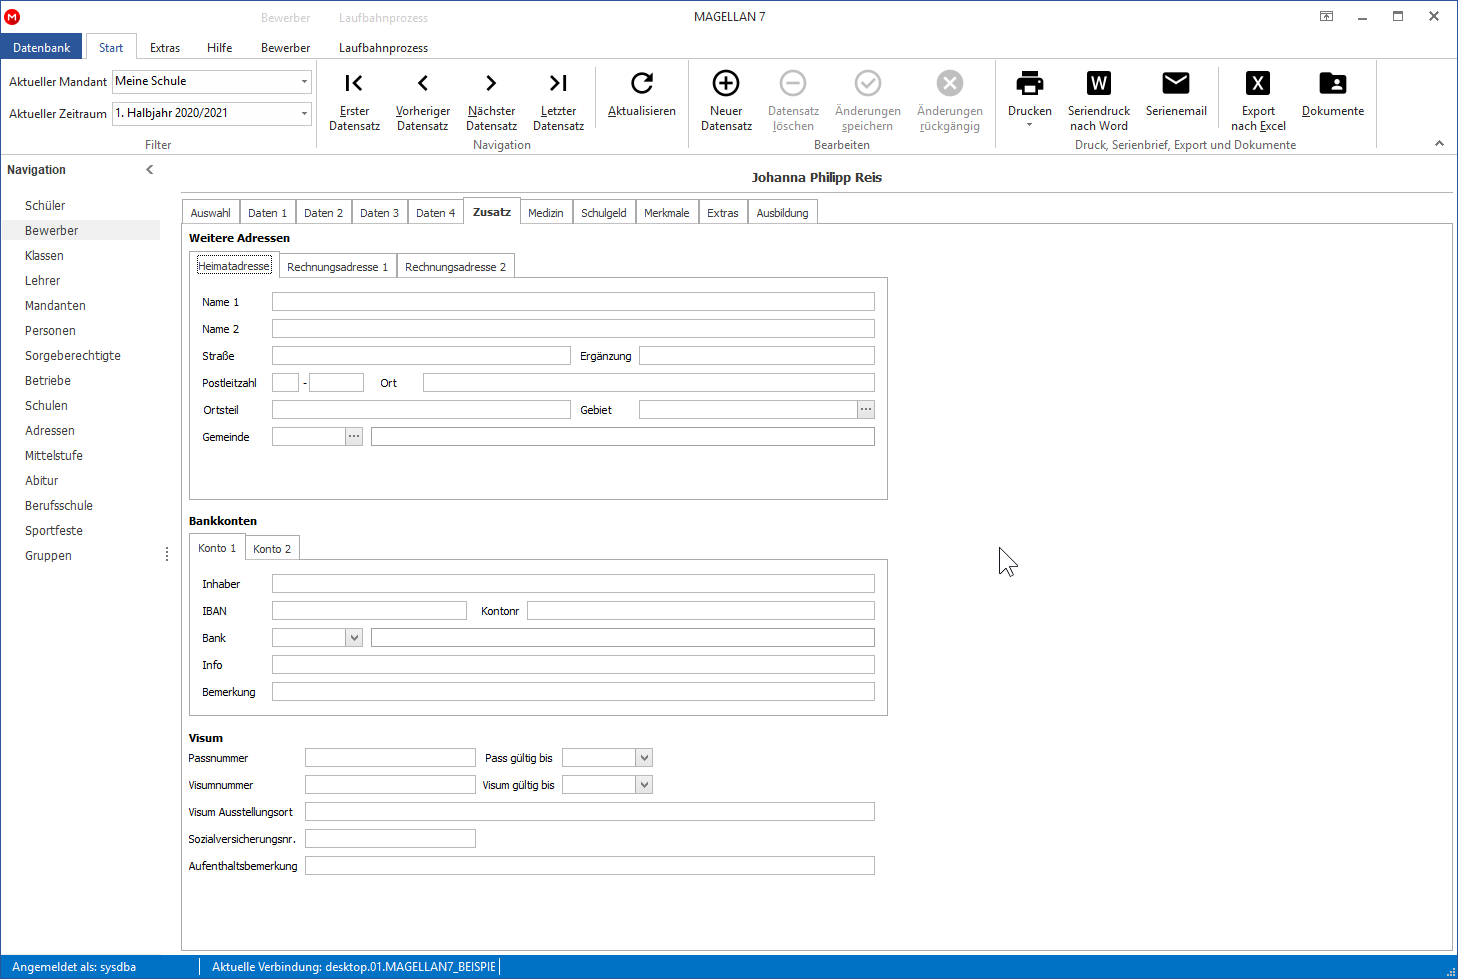 M
Bewerber Laufbahnprozess MAGELLAN 7
Datenbank Start Extras Hilfe Bewerber Laufbahnprozess
Aktueller Mandant Meine Schule
Aktueller Zeitraum 1. Halbjahr 2020/2021
Filter
Erster Datensatz
Vorheriger Datensatz
Nächster Datensatz
Letzter Datensatz
Aktualisieren
Navigation
Neuer Datensatz
Datensatz löschen
Änderungen speichern
Änderungen rückgängig
Bearbeiten
Drucken
W
Seriendruck nach Word
Serienemail
X
Export nach Excel
Dokumente
Druck, Serienbrief, Export und Dokumente
Navigation
Schüler
Bewerber
Klassen
Lehrer
Mandanten
Personen
Sorgeberechtigte
Betriebe
Schulen
Adressen
Mittelstufe
Abitur
Berufsschule
Sportfeste
Gruppen
Johanna Philipp Reis
Auswahl Daten 1 Daten 2 Daten 3 Daten 4 Zusatz Medizin Schulgeld Merkmale Extras Ausbildung
Weitere Adressen
Heimatadresse Rechnungsadresse 1 Rechnungsadresse 2
Name 1
Name 2
Straße Ergänzung
Postleitzahl - Ort
Ortsteil Gebiet ...
Gemeinde ...
Bankkonten
Konto 1 Konto 2
Inhaber
IBAN Kontonr
Bank
Info
Bemerkung
Visum
Passnummer Pass gültig bis
Visumnummer Visum gültig bis
Visum Ausstellungsort
Sozialversicherungsnr.
Aufenthaltsbemerkung
Angemeldet als: sysdba Aktuelle Verbindung: desktop.01.MAGELLAN7_BEISPIE